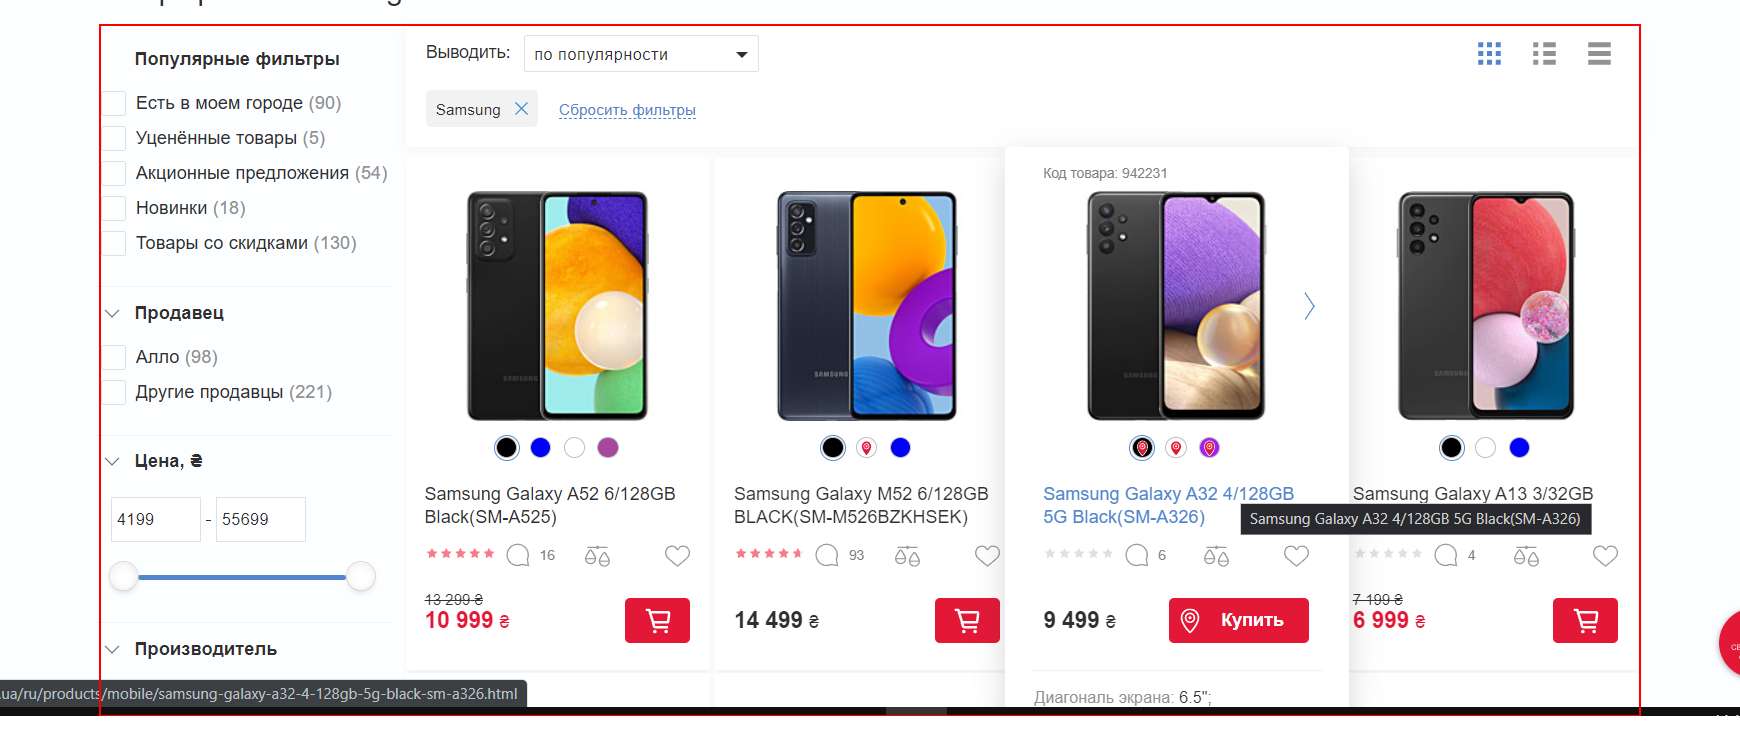 Популярные фильтры
Есть в моем городе (90)
Уценённые товары (5)
Акционные предложения (54)
Новинки (18)
Товары со скидками (130)
Продавец
Алло (98)
Другие продавцы (221)
Цена, ₴
4199 - 55699
Производитель
.ua/ru/products/mobile/samsung-galaxy-a32-4-128gb-5g-black-sm-a326.html
Выводить: по популярности
Samsung
Сбросить фильтры
SAMSUNG
Samsung Galaxy A52 6/128GB
Black(SM-A525)
16
13 299 ₴
10 999 ₴
SAMSUNG
Samsung Galaxy M52 6/128GB
BLACK(SM-M526BZKHSEK)
93
14 499 ₴
Код товара: 942231
SAMSUNG
Samsung Galaxy A32 4/128GB
5G Black(SM-A326)
Samsung Galaxy A32 4/128GB 5G Black(SM-A326)
6
9 499 ₴
Купить
Диагональ экрана: 6.5";
SAMSUNG
Samsung Galaxy A13 3/32GB
4
7 199 ₴
6 999 ₴